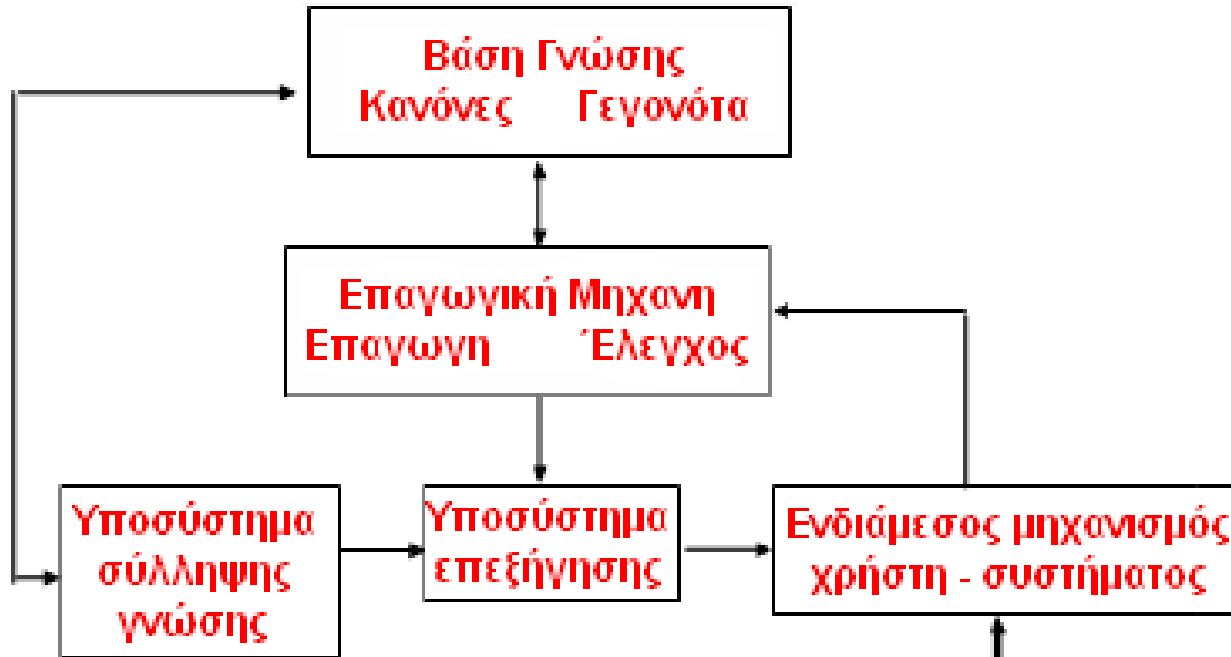 Βάση Γνώσης
Κανόνες Γεγονότα
Επαγωγική Μηχανη
Επαγωγη Έλεγχος
Υποσύστημα
σύλληψης
γνώσης
Υποσύστημα
επεξήγησης
Ενδιάμεσος μηχανισμός
χρήστη - συστήματος